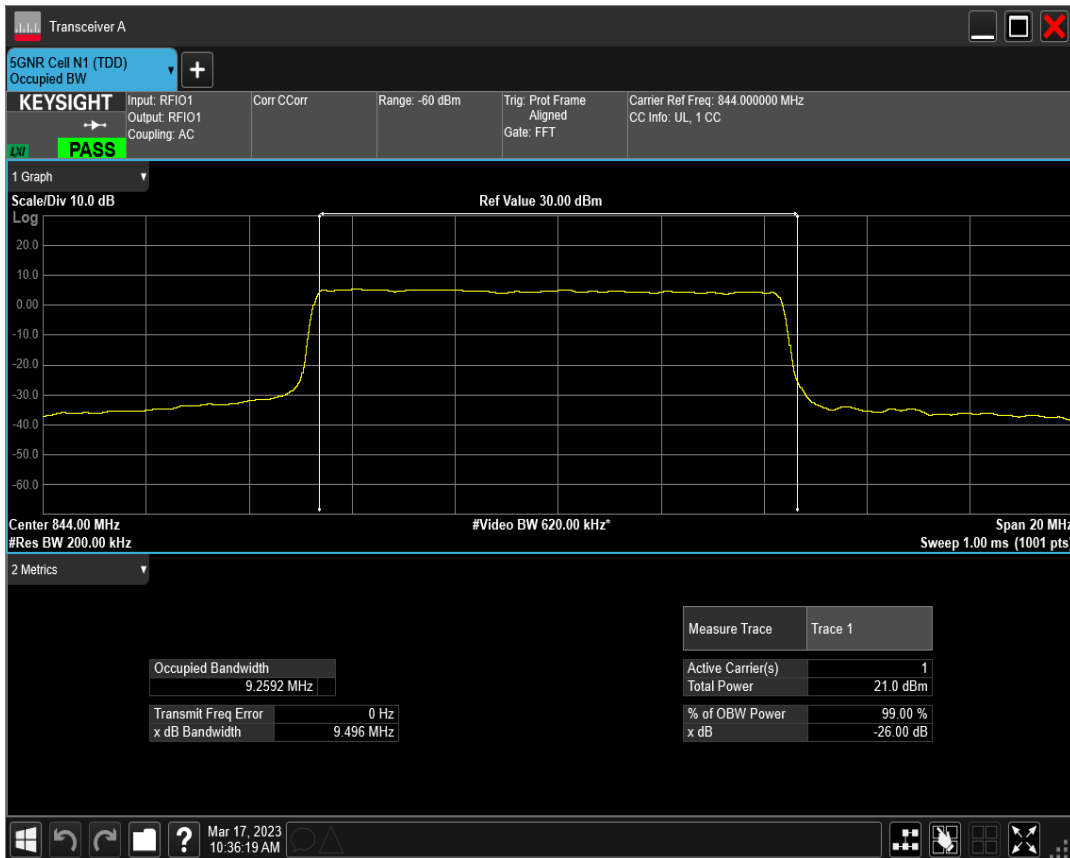 Transceiver A
5GNR Cell N1 (TDD)
Occupied BW
+
KEYSIGHT
LXI
PASS
Input: RFIO1
Output: RFIO1
Coupling: AC
Corr CCorr
Range: -60 dBm
Trig: Prot Frame
Aligned
Gate: FFT
Carrier Ref Freq: 844.000000 MHz
CC Info: UL, 1 CC
1 Graph
Scale/Div 10.0 dB
Ref Value 30.00 dBm
Log
20.0
10.0
0.00
-10.0
-20.0
-30.0
-40.0
-50.0
-60.0
Center 844.00 MHz
#Video BW 620.00 kHz*
Span 20 MHz
#Res BW 200.00 kHz
Sweep 1.00 ms (1001 pts)
2 Metrics
Measure Trace Trace 1
Occupied Bandwidth
9.2592 MHz
Active Carrier(s) 1
Total Power 21.0 dBm
Transmit Freq Error 0 Hz
x dB Bandwidth 9.496 MHz
% of OBW Power 99.00 %
x dB -26.00 dB
?
Mar 17, 2023
10:36:19 AM